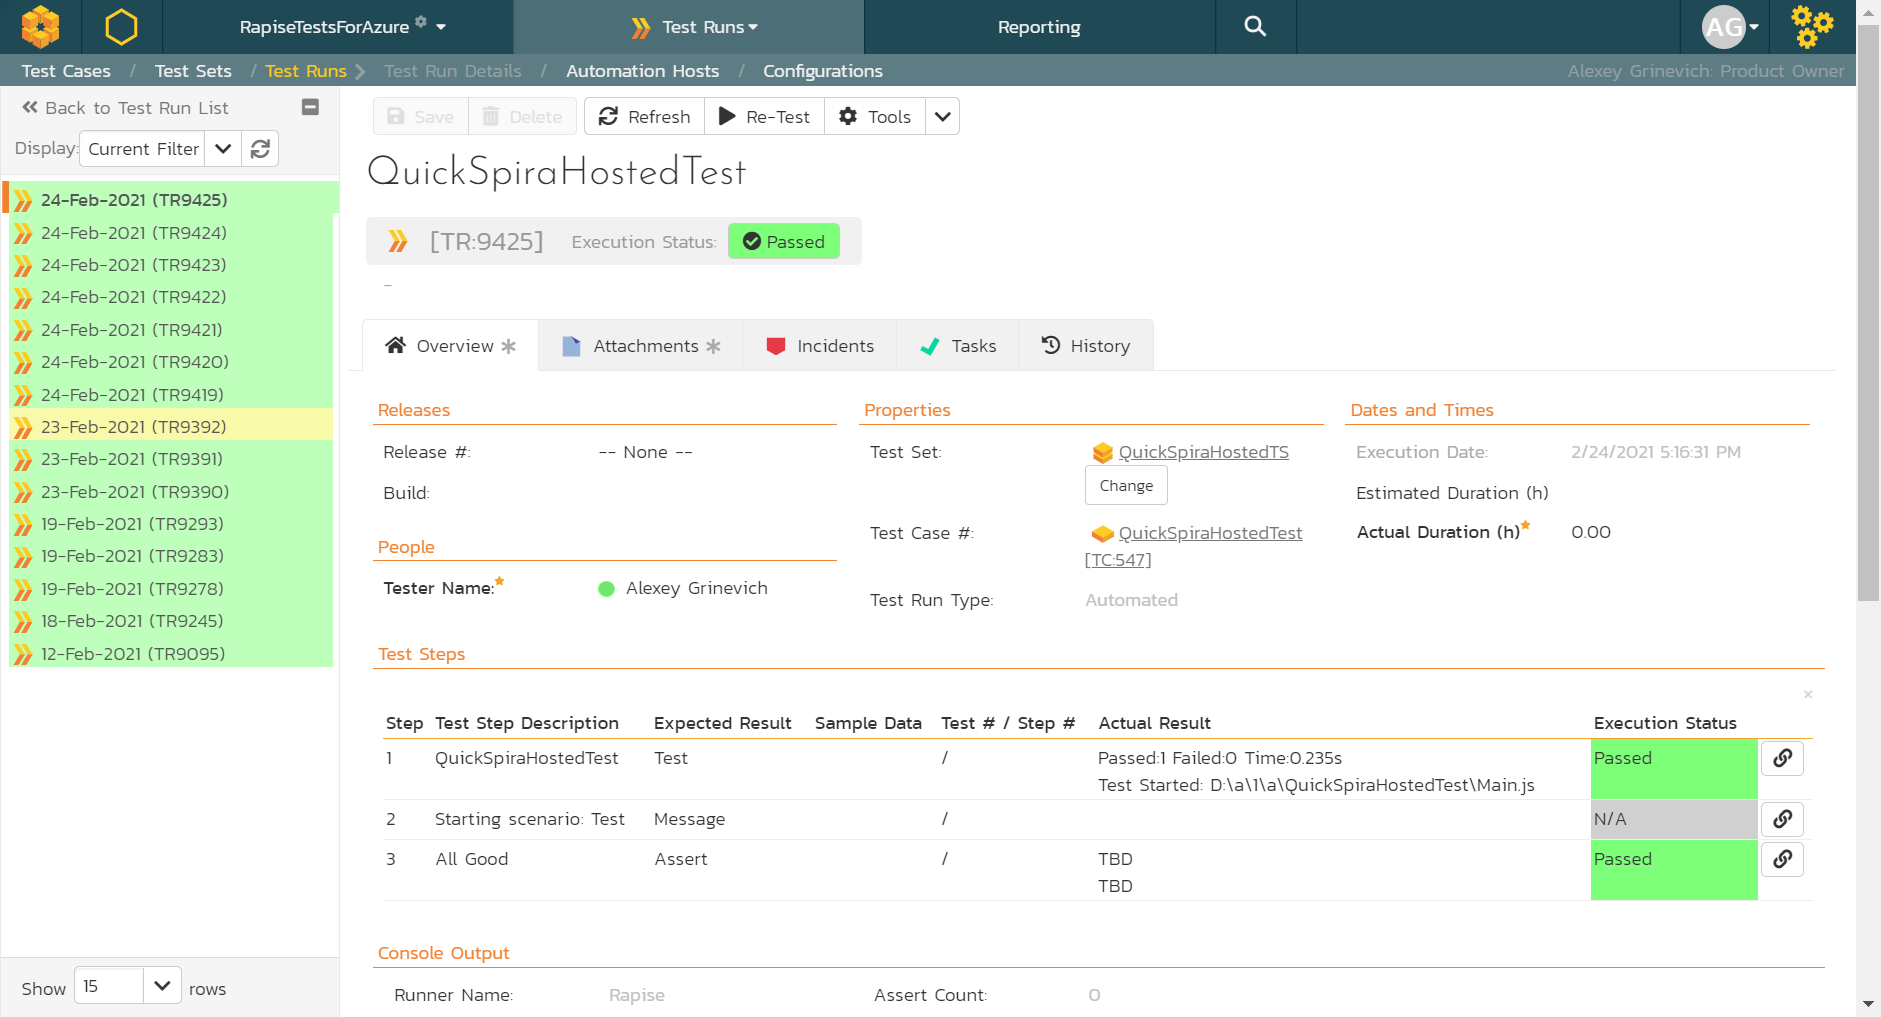 RapiseTestsForAzure
Test Runs
Reporting
AG
Test Cases / Test Sets / Test Runs Test Run Details / Automation Hosts / Configurations
Alexey Grinevich: Product Owner
Back to Test Run List
Display: Current Filter
24-Feb-2021 (TR9425)
24-Feb-2021 (TR9424)
24-Feb-2021 (TR9423)
24-Feb-2021 (TR9422)
24-Feb-2021 (TR9421)
24-Feb-2021 (TR9420)
24-Feb-2021 (TR9419)
23-Feb-2021 (TR9392)
23-Feb-2021 (TR9391)
23-Feb-2021 (TR9390)
19-Feb-2021 (TR9293)
19-Feb-2021 (TR9283)
19-Feb-2021 (TR9278)
18-Feb-2021 (TR9245)
12-Feb-2021 (TR9095)
Show 15 rows
Save Delete Refresh Re-Test Tools
QuickSpiraHostedTest
[TR:9425] Execution Status: Passed
-
Overview Attachments Incidents Tasks History
Releases
Release #: -- None --
Build:
People
Tester Name: Alexey Grinevich
Properties
Test Set: QuickSpiraHostedTS
Change
Test Case #: QuickSpiraHostedTest
[TC:547]
Test Run Type: Automated
Dates and Times
Execution Date: 2/24/2021 5:16:31 PM
Estimated Duration (h)
Actual Duration (h) 0.00
Test Steps
×
Step Test Step Description Expected Result Sample Data Test # / Step # Actual Result Execution Status
1 QuickSpiraHostedTest Test / Passed:1 Failed:0 Time:0.235s Passed
Test Started: D:\a\1\a\QuickSpiraHostedTest\Main.js
2 Starting scenario: Test Message / N/A
3 All Good Assert / TBD Passed
TBD
Console Output
Runner Name: Rapise Assert Count: 0